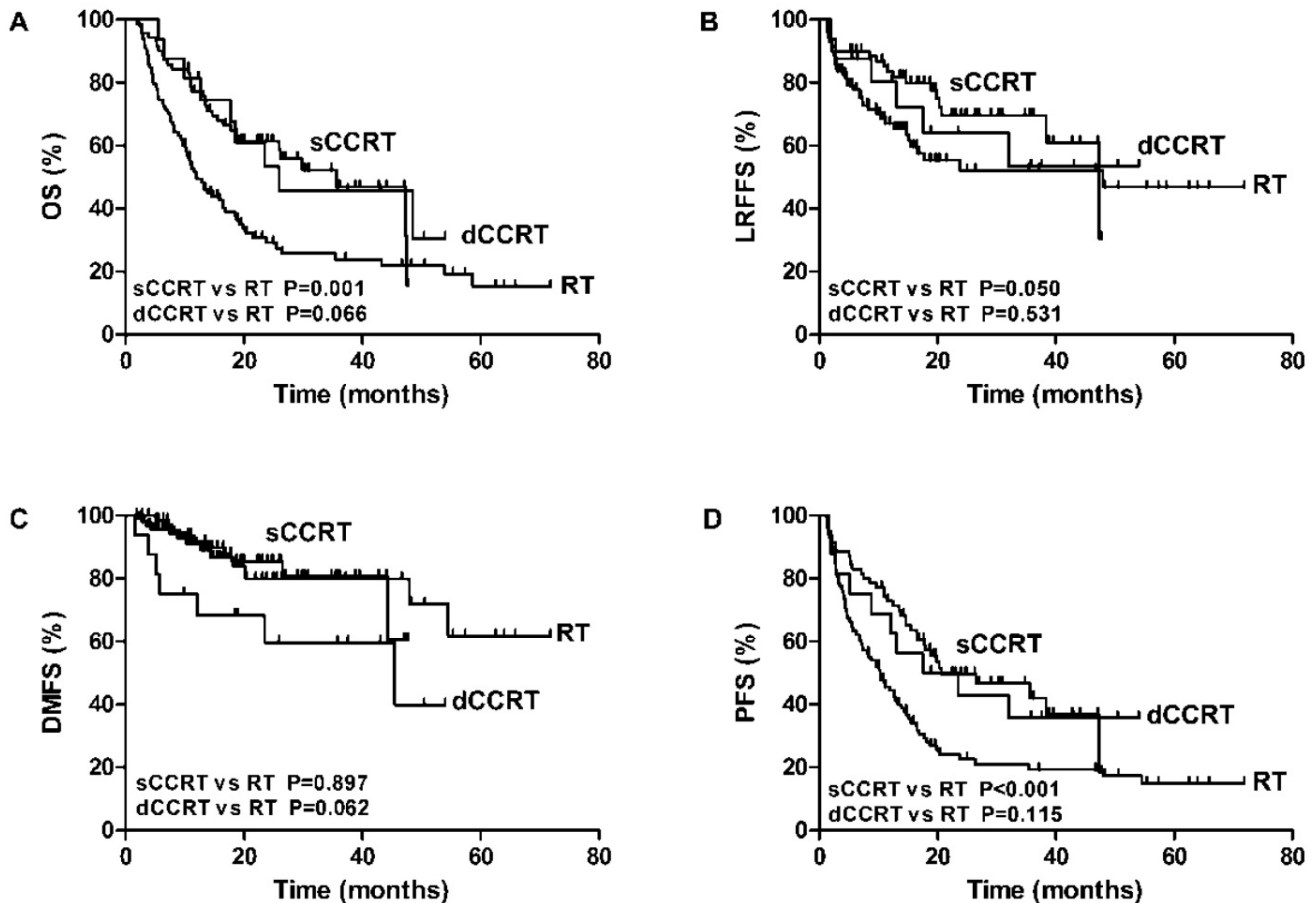 A
OS (%)
100
80
60
40
20
0
sCCRT
dCCRT
RT
sCCRT vs RT P=0.001
dCCRT vs RT P=0.066
0 20 40 60 80
Time (months)
B
LRFFS (%)
100
80
60
40
20
0
sCCRT
dCCRT
RT
sCCRT vs RT P=0.050
dCCRT vs RT P=0.531
0 20 40 60 80
Time (months)
C
DMFS (%)
100
80
60
40
20
0
sCCRT
RT
dCCRT
sCCRT vs RT P=0.897
dCCRT vs RT P=0.062
0 20 40 60 80
Time (months)
D
PFS (%)
100
80
60
40
20
0
sCCRT
dCCRT
RT
sCCRT vs RT P<0.001
dCCRT vs RT P=0.115
0 20 40 60 80
Time (months)